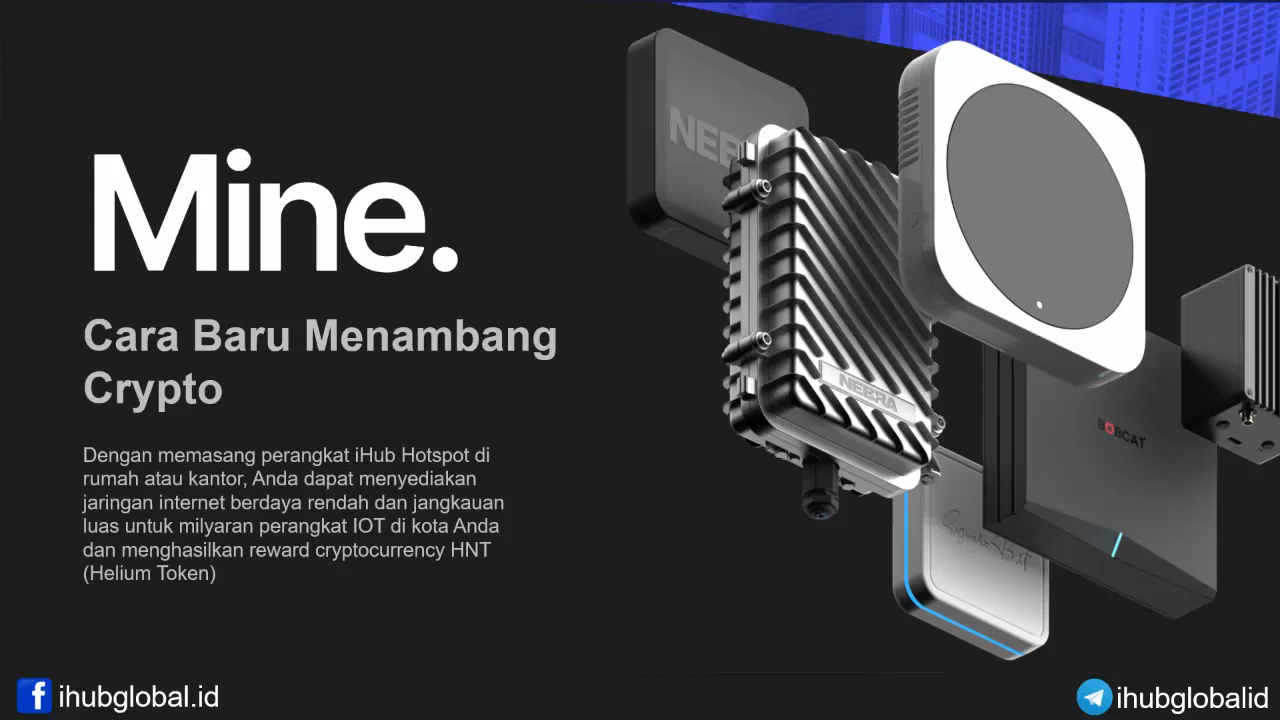 Mine.
Cara Baru Menambang
Crypto
Dengan memasang perangkat iHub Hotspot di
rumah atau kantor, Anda dapat menyediakan
jaringan internet berdaya rendah dan jangkauan
luas untuk milyaran perangkat IOT di kota Anda
dan menghasilkan reward cryptocurrency HNT
(Helium Token)
NEBRA
BOBCAT
ihubglobal.id
ihubglobalid